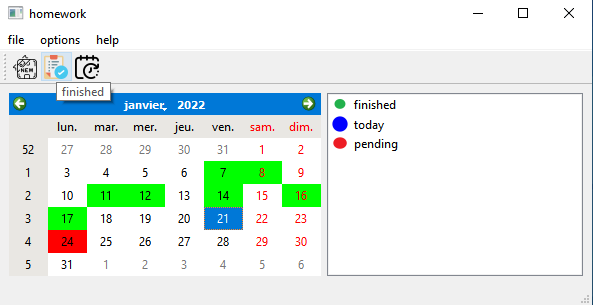 homework
file options help
NEW
finished
janvier, 2022
lun. mar. mer. jeu. ven. sam. dim.
52 27 28 29 30 31 1 2
1 3 4 5 6 7 8 9
2 10 11 12 13 14 15 16
3 17 18 19 20 21 22 23
4 24 25 26 27 28 29 30
5 31 1 2 3 4 5 6
finished
today
pending